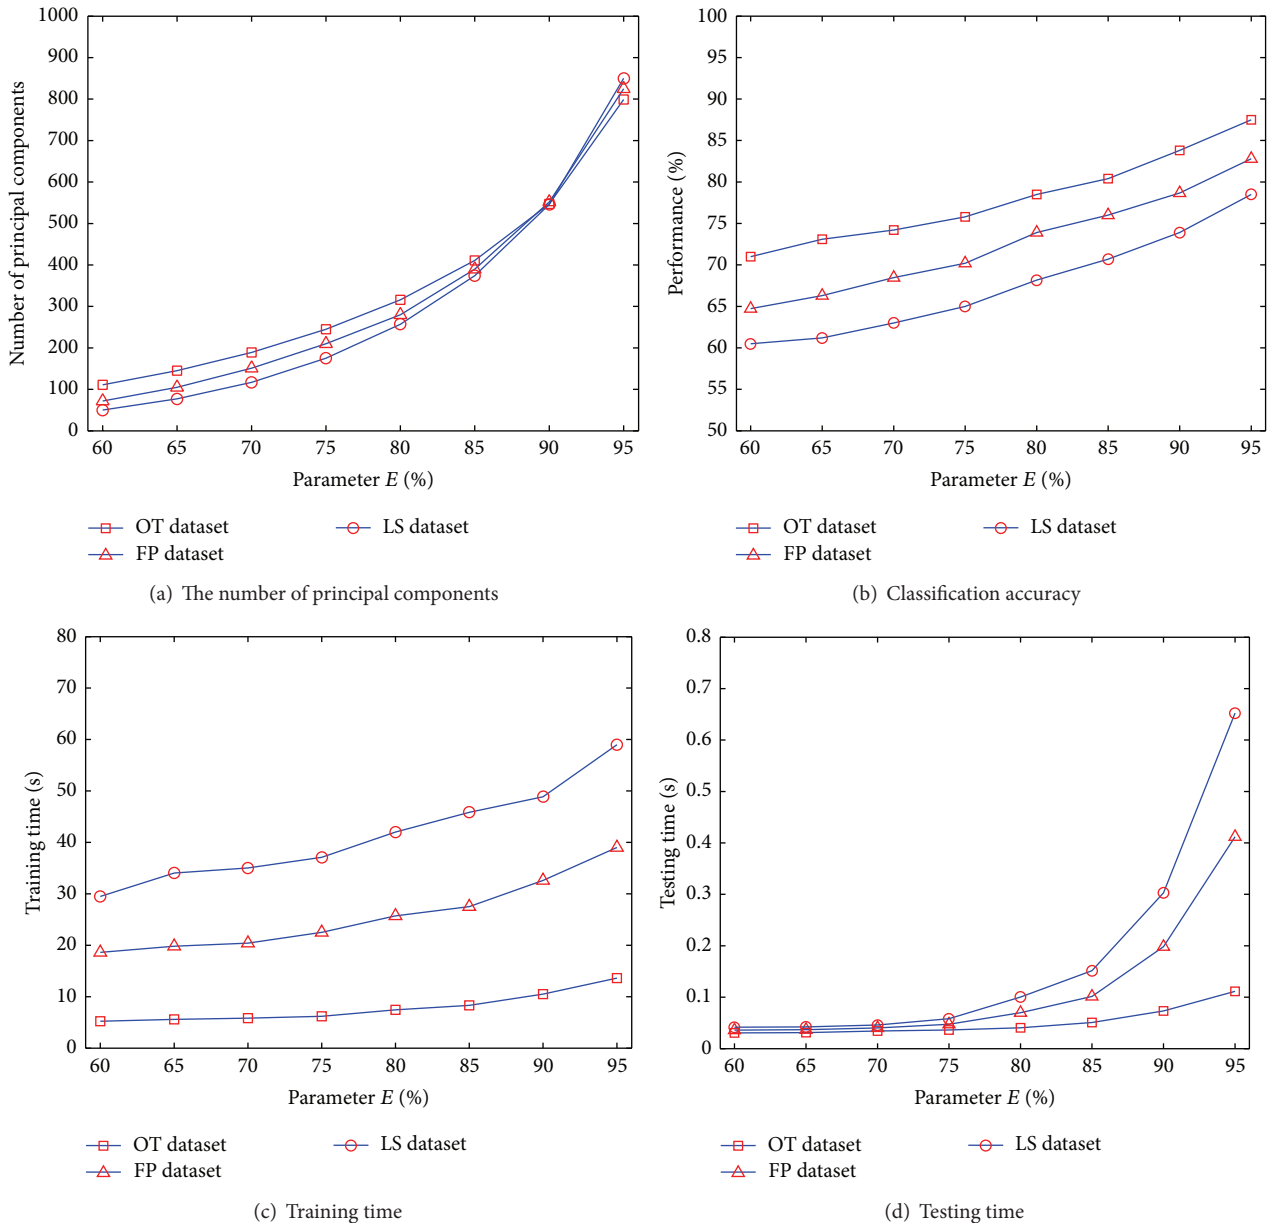 1000
900
800
700
600
500
400
300
200
100
0
Number of principal components
60 65 70 75 80 85 90 95
Parameter E (%)
OT dataset
FP dataset
LS dataset
(a) The number of principal components
100
95
90
85
80
75
70
65
60
55
50
Performance (%)
60 65 70 75 80 85 90 95
Parameter E (%)
OT dataset
FP dataset
LS dataset
(b) Classification accuracy
80
70
60
50
40
30
20
10
0
Training time (s)
60 65 70 75 80 85 90 95
Parameter E (%)
OT dataset
FP dataset
LS dataset
(c) Training time
0.8
0.7
0.6
0.5
0.4
0.3
0.2
0.1
0
Testing time (s)
60 65 70 75 80 85 90 95
Parameter E (%)
OT dataset
FP dataset
LS dataset
(d) Testing time